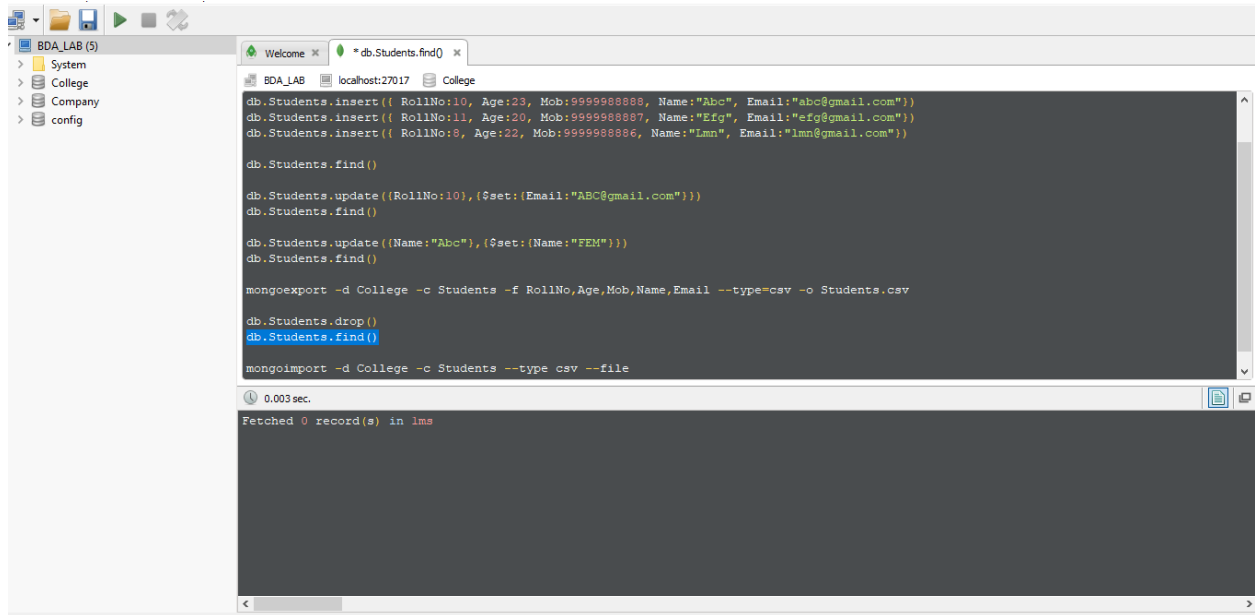 BDA_LAB (5)
System
College
Company
config
Welcome
* db.Students.find()
BDA_LAB localhost:27017 College
db.Students.insert({ RollNo:10, Age:23, Mob:9999988888, Name:"Abc", Email:"abc@gmail.com"})
db.Students.insert({ RollNo:11, Age:20, Mob:9999988887, Name:"Efg", Email:"efg@gmail.com"})
db.Students.insert({ RollNo:8, Age:22, Mob:9999988886, Name:"Lmn", Email:"lmn@gmail.com"})
db.Students.find()
db.Students.update({RollNo:10},{$set:{Email:"ABC@gmail.com"}})
db.Students.find()
db.Students.update({Name:"Abc"},{$set:{Name:"FEM"}})
db.Students.find()
mongoexport -d College -c Students -f RollNo,Age,Mob,Name,Email --type=csv -o Students.csv
db.Students.drop()
db.Students.find()
mongoimport -d College -c Students --type csv --file
0.003 sec.
Fetched 0 record(s) in 1ms